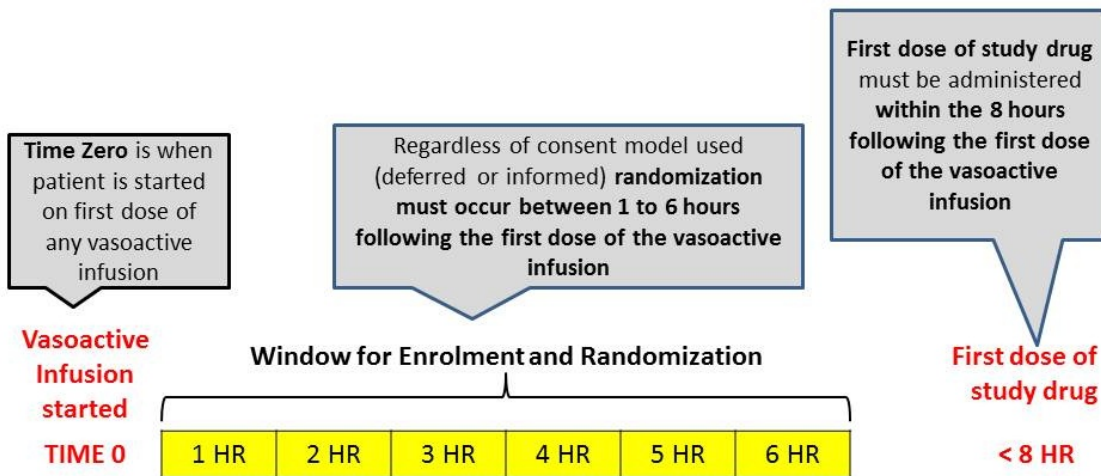 Time Zero is when
patient is started
on first dose of
any vasoactive
infusion
Regardless of consent model used
(deferred or informed) randomization
must occur between 1 to 6 hours
following the first dose of the vasoactive
infusion
First dose of study drug
must be administered
within the 8 hours
following the first dose
of the vasoactive
infusion
Vasoactive
Infusion
started
Window for Enrolment and Randomization
First dose of
study drug
TIME 0 1 HR 2 HR 3 HR 4 HR 5 HR 6 HR < 8 HR